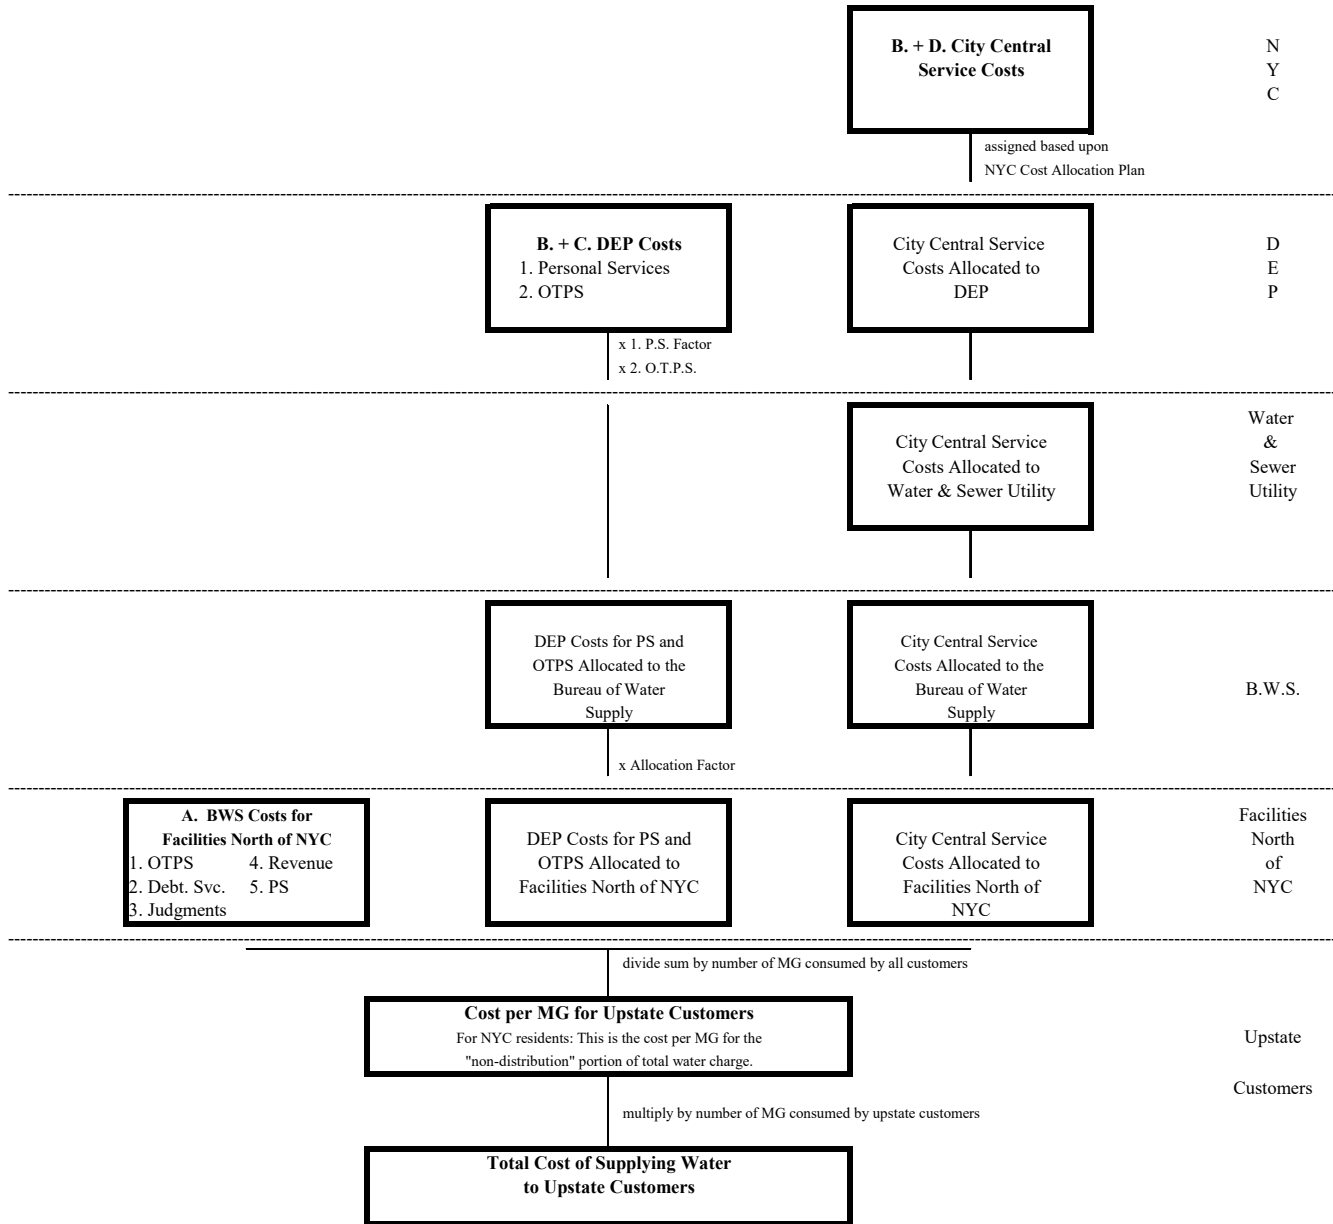 B. + D. City Central
Service Costs
N
Y
C
assigned based upon
NYC Cost Allocation Plan
B. + C. DEP Costs
1. Personal Services
2. OTPS
City Central Service
Costs Allocated to
DEP
D
E
P
x 1. P.S. Factor
x 2. O.T.P.S.
City Central Service
Costs Allocated to
Water & Sewer Utility
Water
&
Sewer
Utility
DEP Costs for PS and
OTPS Allocated to the
Bureau of Water
Supply
City Central Service
Costs Allocated to the
Bureau of Water
Supply
B.W.S.
x Allocation Factor
A. BWS Costs for
Facilities North of NYC
1. OTPS 4. Revenue
2. Debt. Svc. 5. PS
3. Judgments
DEP Costs for PS and
OTPS Allocated to
Facilities North of NYC
City Central Service
Costs Allocated to
Facilities North of
NYC
Facilities
North
of
NYC
divide sum by number of MG consumed by all customers
Cost per MG for Upstate Customers
For NYC residents: This is the cost per MG for the
"non-distribution" portion of total water charge.
Upstate
Customers
multiply by number of MG consumed by upstate customers
Total Cost of Supplying Water
to Upstate Customers